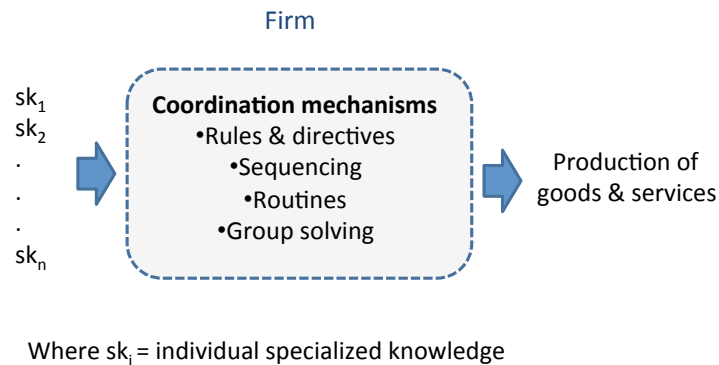 Firm
sk₁
sk₂
.
.
.
skₙ
Coordination mechanisms
•Rules & directives
•Sequencing
•Routines
•Group solving
Production of
goods & services
Where skᵢ = individual specialized knowledge